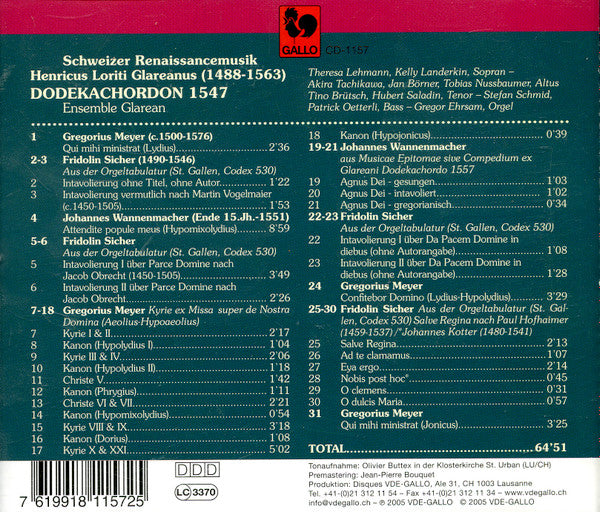 GALLO
CD-1157
Schweizer Renaissancemusik
Henricus Loriti Glareanus (1488-1563)
DODEKACHORDON 1547
Ensemble Glarean
Theresa Lehmann, Kelly Landerkin, Sopran –
Akira Tachikawa, Jan Börner, Tobias Nussbaumer, Altus
Tino Brütsch, Hubert Saladin, Tenor – Stefan Schmid,
Patrick Oetterli, Bass – Gregor Ehrsam, Orgel
1 Gregorius Meyer (c.1500-1576)
Qui mihi ministrat (Lydius) 2'36
2-3 Fridolin Sicher (1490-1546)
Aus der Orgeltabulatur (St. Gallen, Codex 530)
2 Intavolierung ohne Titel, ohne Autor 1'22
3 Intavolierung vermutlich nach Martin Vogelmaier
(c.1450-1505) 1'53
4 Johannes Wannenmacher (Ende 15.Jh.-1551)
Attendite popule meus (Hypomixolydius) 8'59
5-6 Fridolin Sicher
Aus der Orgeltabulatur (St. Gallen, Codex 530)
5 Intavolierung I über Parce Domine nach
Jacob Obrecht (1450-1505) 3'49
6 Intavolierung II über Parce Domine nach
Jacob Obrecht 2'26
7-18 Gregorius Meyer Kyrie ex Missa super de Nostra
Domina (Aeolius-Hypoaeolius)
7 Kyrie I & II 2'17
8 Kanon (Hypolydius I) 1'04
9 Kyrie III & IV 2'06
10 Kanon (Hypolydius II) 1'18
11 Christe V 1'42
12 Kanon (Phrygius) 1'11
13 Christe VI & VII 2'21
14 Kanon (Hypomixolydius) 0'54
15 Kyrie VIII & IX 3'18
16 Kanon (Dorius) 1'08
17 Kyrie X & XXI 5'02
18 Kanon (Hypojonicus) 0'39
19-21 Johannes Wannenmacher
aus Musicae Epitomae sive Compendium ex
Glareani Dodekachordo 1557
19 Agnus Dei - gesungen 1'03
20 Agnus Dei - intavoliert 1'02
21 Agnus Dei - gregorianisch 0'34
22-23 Fridolin Sicher
Aus der Orgeltabulatur (St. Gallen, Codex 530)
22 Intavolierung I über Da Pacem Domine in
diebus (ohne Autorangabe) 1'08
23 Intavolierung II über Da Pacem Domine in
diebus (ohne Autorangabe) 1'28
24 Gregorius Meyer
Confitebor Domino (Lydius-Hypolydius) 3'29
25-30 Fridolin Sicher Aus der Orgeltabulatur (St. Gal-
len, Codex 530) Salve Regina nach Paul Hofhaimer
(1459-1537)/*Johannes Kotter (1480-1541)
25 Salve Regina 2'13
26 Ad te clamamus 1'07
27 Eya ergo 2'14
28 Nobis post hoc* 0'45
29 O clemens 0'31
30 O dulcis Maria 0'57
31 Gregorius Meyer
Qui mihi ministrat (Jonicus) 3'25
TOTAL 64'51
7 619918 115725
DDD
LC 3370
Tonaufnahme: Olivier Buttex in der Klosterkirche St. Urban (LU/CH)
Premastering: Jean-Pierre Bouquet
Produktion: Disques VDE-GALLO, Ale 31, CH 1003 Lausanne
Tel. +41-(0)21 312 11 54 – Fax +41-(0)21 312 11 34 – www.vdegallo.ch
info@vdegallo.ch - ℗ 2005 VDE-GALLO - © 2005 VDE-GALLO